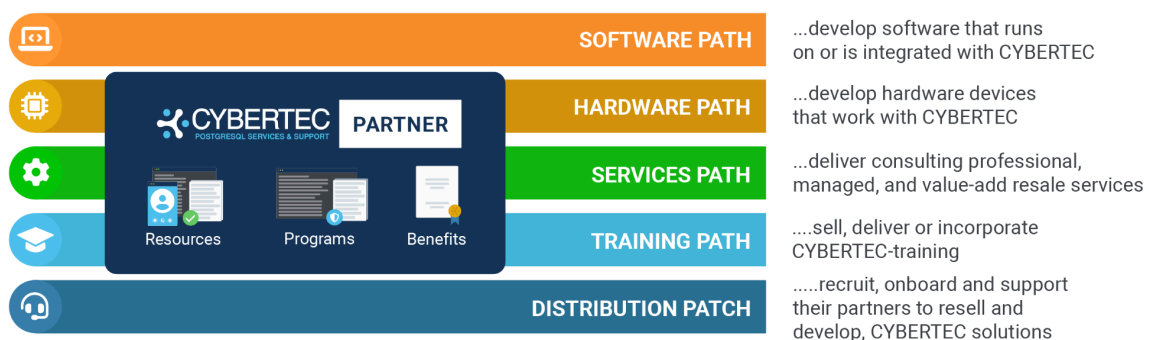 SOFTWARE PATH
...develop software that runs
on or is integrated with CYBERTEC
HARDWARE PATH
...develop hardware devices
that work with CYBERTEC
CYBERTEC
POSTGRESQL SERVICES & SUPPORT
PARTNER
SERVICES PATH
...deliver consulting professional,
managed, and value-add resale services
Resources
Programs
Benefits
TRAINING PATH
....sell, deliver or incorporate
CYBERTEC-training
DISTRIBUTION PATCH
.....recruit, onboard and support
their partners to resell and
develop, CYBERTEC solutions